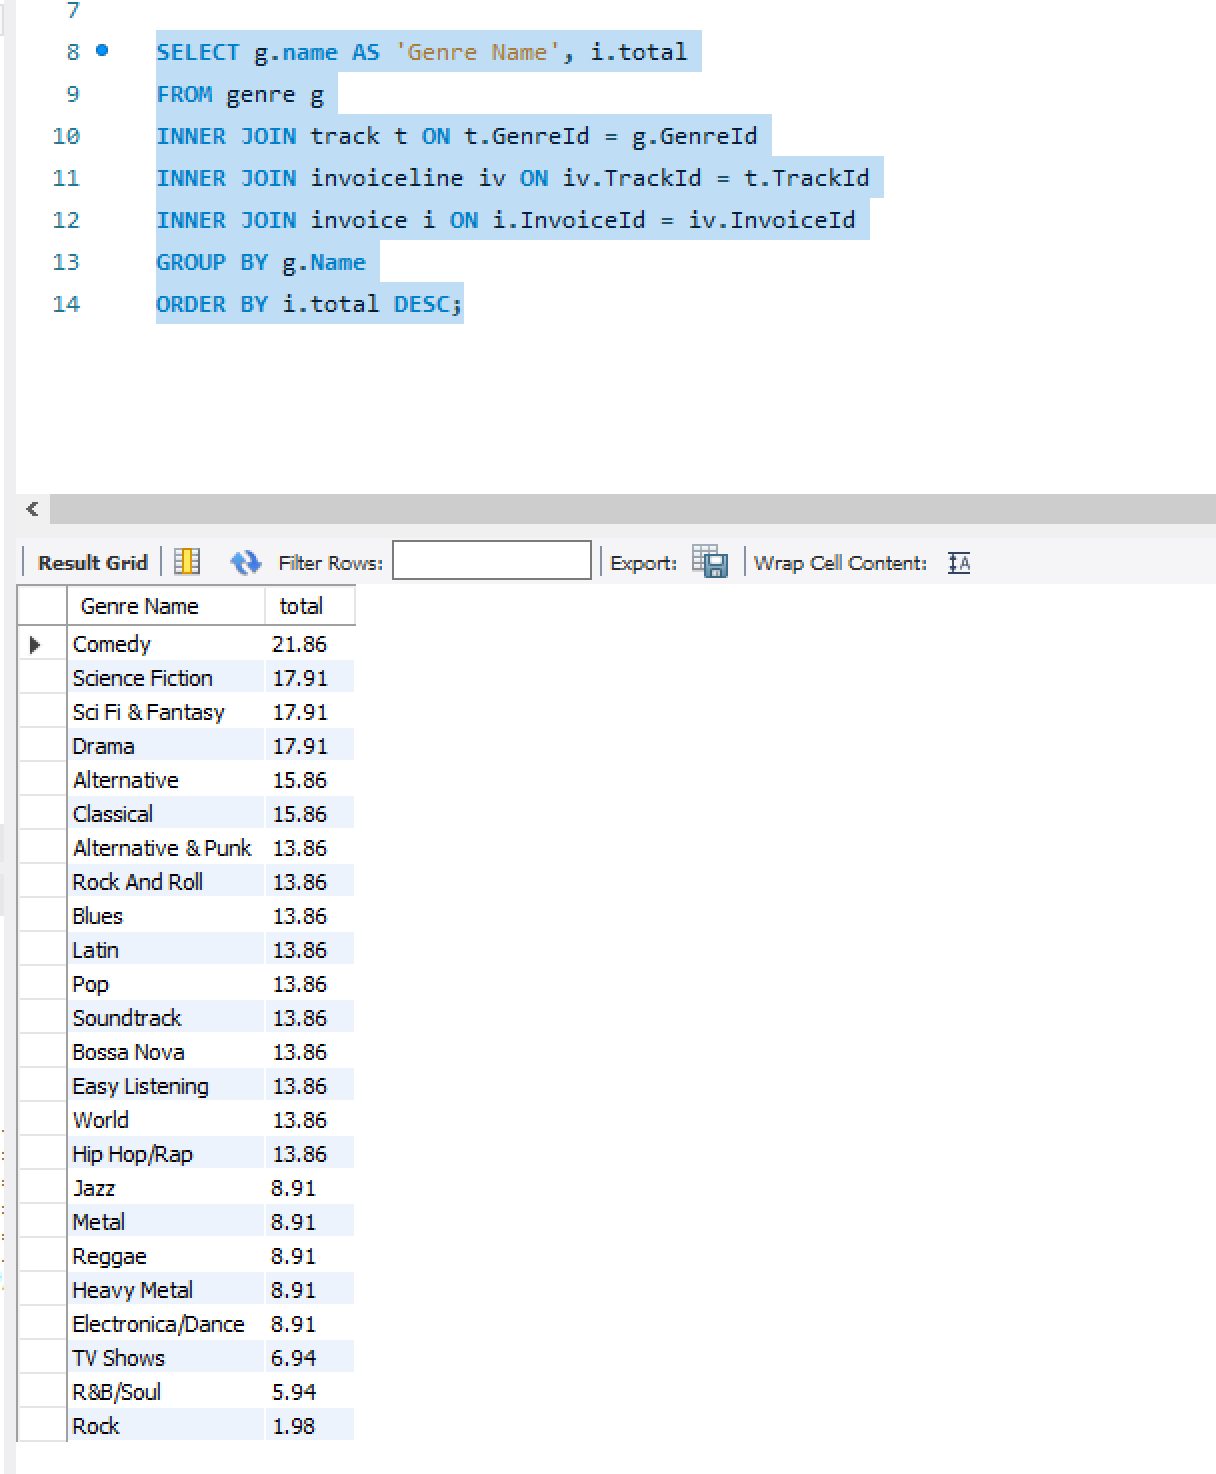 7
8 SELECT g.name AS 'Genre Name', i.total
9 FROM genre g
10 INNER JOIN track t ON t.GenreId = g.GenreId
11 INNER JOIN invoiceline iv ON iv.TrackId = t.TrackId
12 INNER JOIN invoice i ON i.InvoiceId = iv.InvoiceId
13 GROUP BY g.Name
14 ORDER BY i.total DESC;
Result Grid Filter Rows: Export: Wrap Cell Content: IA
Genre Name total
Comedy 21.86
Science Fiction 17.91
Sci Fi & Fantasy 17.91
Drama 17.91
Alternative 15.86
Classical 15.86
Alternative & Punk 13.86
Rock And Roll 13.86
Blues 13.86
Latin 13.86
Pop 13.86
Soundtrack 13.86
Bossa Nova 13.86
Easy Listening 13.86
World 13.86
Hip Hop/Rap 13.86
Jazz 8.91
Metal 8.91
Reggae 8.91
Heavy Metal 8.91
Electronica/Dance 8.91
TV Shows 6.94
R&B/Soul 5.94
Rock 1.98